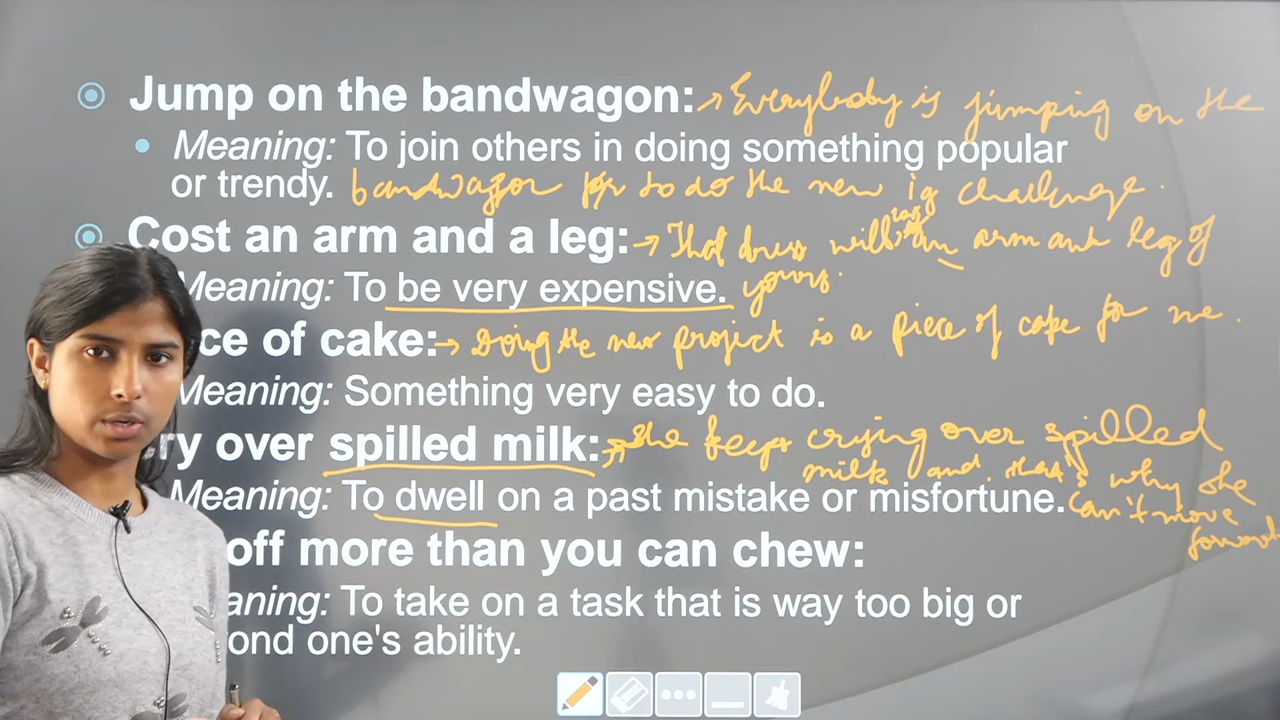 Jump on the bandwagon: → Everybody is jumping on the
Meaning: To join others in doing something popular
or trendy. bandwagon to do the new ig challenge.
Cost an arm and a leg: → That dress will cost an arm and leg of
Meaning: To be very expensive. yours.
ce of cake: → Doing the new project is a piece of cake for me.
Meaning: Something very easy to do.
ry over spilled milk: → She keeps crying over spilled
milk and that's why she
Meaning: To dwell on a past mistake or misfortune. can't move
forward
off more than you can chew:
aning: To take on a task that is way too big or
ond one's ability.